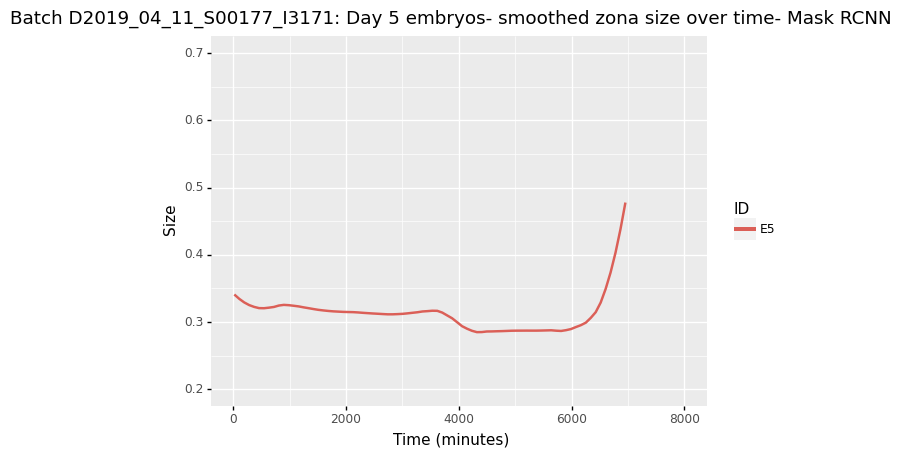 Batch D2019_04_11_S00177_I3171: Day 5 embryos- smoothed zona size over time- Mask RCNN
0.7
0.6
0.5
0.4
0.3
0.2
Size
0
2000
4000
6000
8000
Time (minutes)
ID
E5